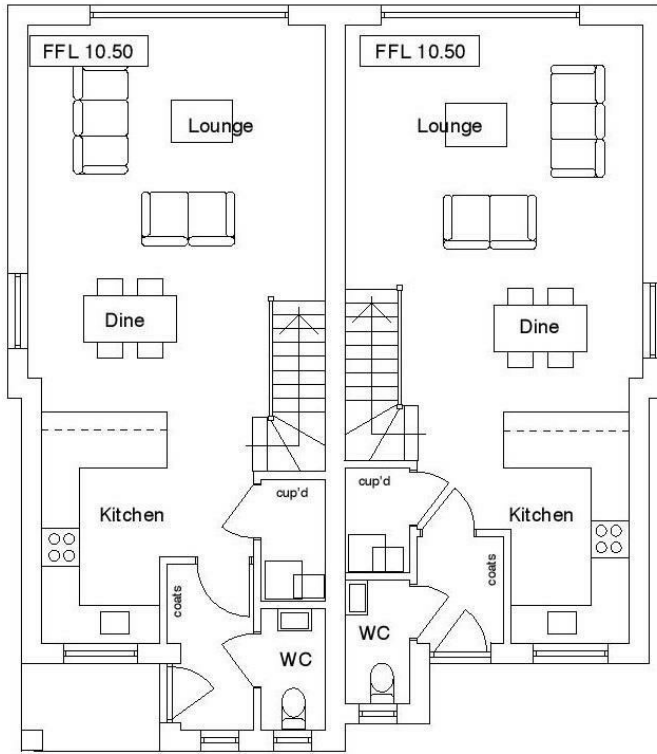 FFL 10.50
FFL 10.50
Lounge
Lounge
Dine
Dine
cup'd
cup'd
Kitchen
Kitchen
coats
coats
WC
WC